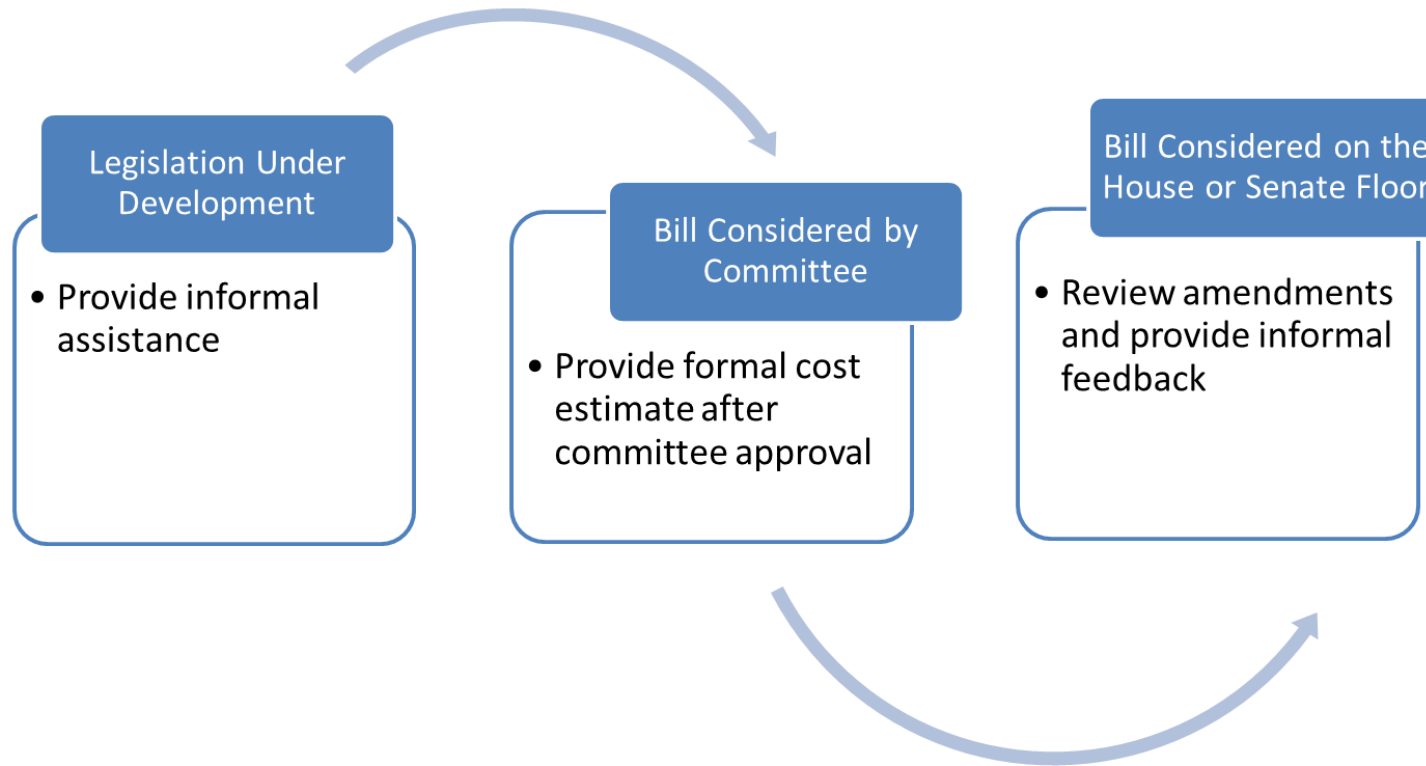 Legislation Under
Development
• Provide informal
assistance
Bill Considered by
Committee
• Provide formal cost
estimate after
committee approval
Bill Considered on the
House or Senate Floor
• Review amendments
and provide informal
feedback